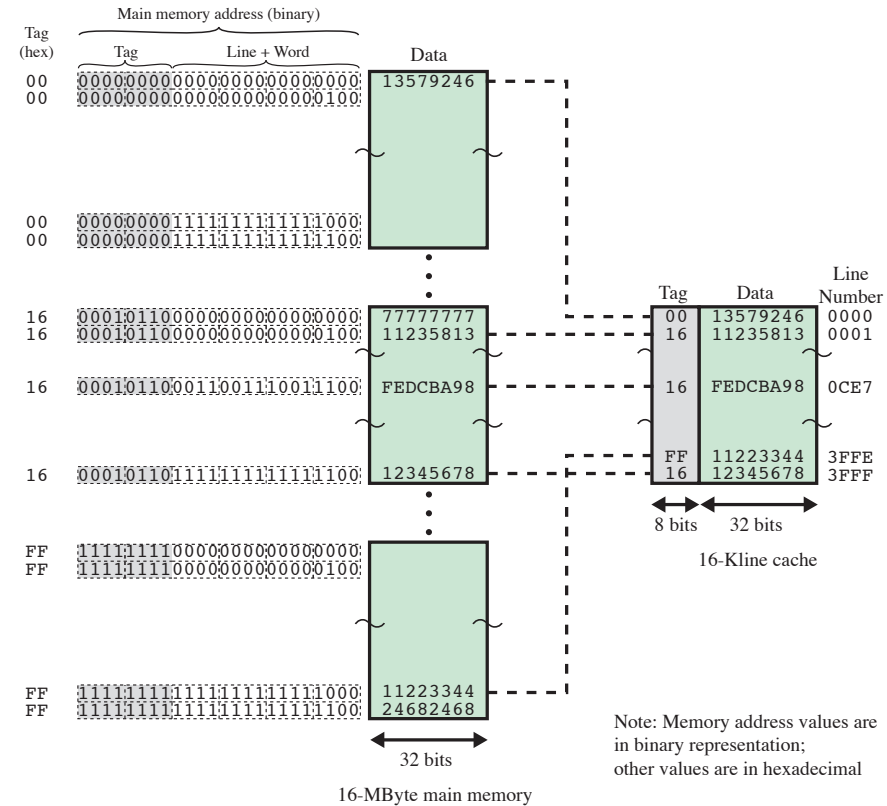 Main memory address (binary)
Tag
(hex)
Tag
Line + Word
Data
00 000000000000000000000000 13579246
00 000000000000000000000100
00 000000001111111111111000
00 000000001111111111111100
16 000101100000000000000000 77777777
16 000101100000000000000100 11235813
16 000101100011001110011100 FEDCBA98
16 000101101111111111111100 12345678
FF 111111110000000000000000
FF 111111110000000000000100
FF 111111111111111111111000 11223344
FF 111111111111111111111100 24682468
32 bits
16-MByte main memory
Tag
Data
Line
Number
00 13579246 0000
16 11235813 0001
16 FEDCBA98 0CE7
FF 11223344 3FFE
16 12345678 3FFF
8 bits
32 bits
16-Kline cache
Note: Memory address values are
in binary representation;
other values are in hexadecimal